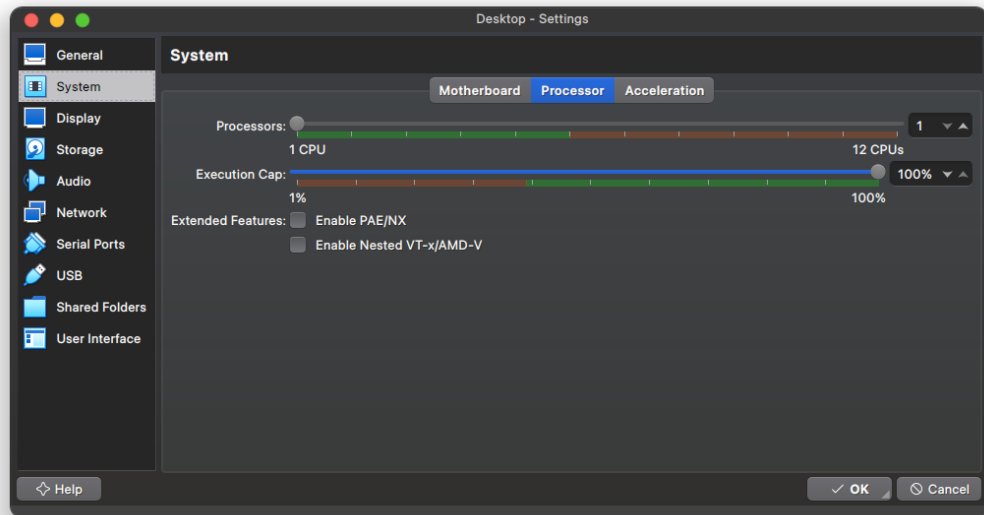 Desktop - Settings
General
System
Display
Storage
Audio
Network
Serial Ports
USB
Shared Folders
User Interface
System
Motherboard Processor Acceleration
Processors: 1
1 CPU 12 CPUs
Execution Cap: 100%
1% 100%
Extended Features: Enable PAE/NX
Enable Nested VT-x/AMD-V
Help OK Cancel